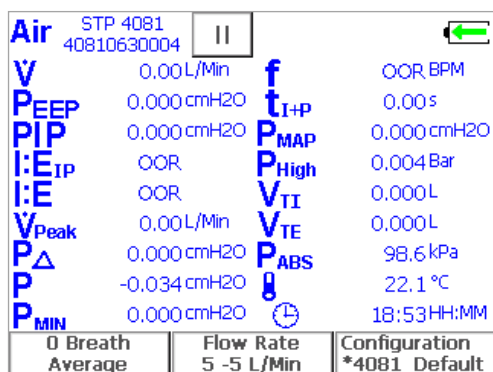 Air STP 4081
40810630004
V̇ 0.00 L/Min f OOR BPM
PEEP 0.000 cmH2O tI+P 0.00 s
PIP 0.000 cmH2O PMAP 0.000 cmH2O
I:EIP OOR PHigh 0.004 Bar
I:E OOR VTI 0.000 L
V̇Peak 0.00 L/Min VTE 0.000 L
P△ 0.000 cmH2O PABS 98.6 kPa
P -0.034 cmH2O 22.1 °C
PMIN 0.000 cmH2O 18:53 HH:MM
0 Breath Flow Rate Configuration
Average 5 -5 L/Min *4081 Default